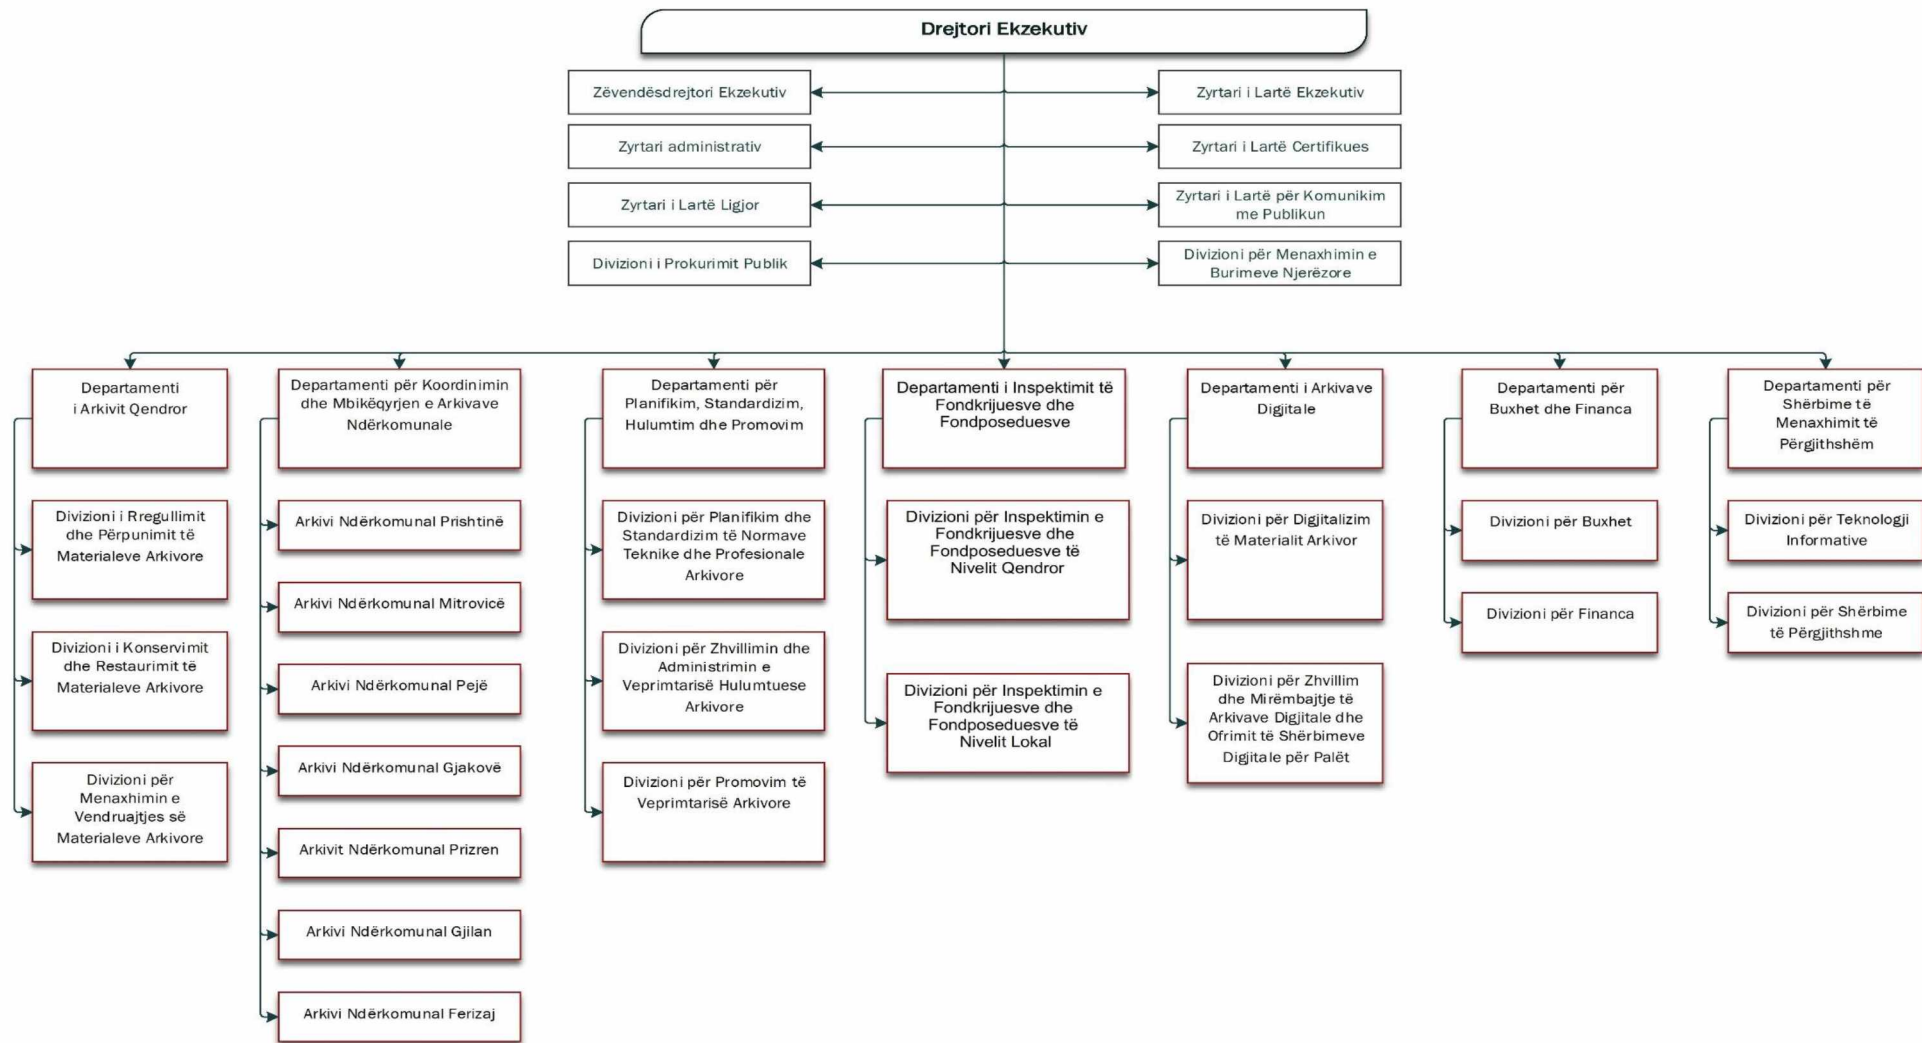 Drejtori Ekzekutiv
Zëvendësdrejtori Ekzekutiv
Zyrtari i Lartë Ekzekutiv
Zyrtari administrativ
Zyrtari i Lartë Certifikues
Zyrtari i Lartë Ligjor
Zyrtari i Lartë për Komunikim
me Publikun
Divizioni i Prokurimit Publik
Divizioni për Menaxhimin e
Burimeve Njerëzore
Departamenti
i Arkivit Qendror
Divizioni i Rregullimit
dhe Përpunimit të
Materialeve Arkivore
Divizioni i Konservimit
dhe Restaurimit të
Materialeve Arkivore
Divizioni për
Menaxhimin e
Vendruajtjes së
Materialeve Arkivore
Departamenti për Koordinimin
dhe Mbikëqyrjen e Arkivave
Ndërkomunale
Arkivi Ndërkomunal Prishtinë
Arkivi Ndërkomunal Mitrovicë
Arkivi Ndërkomunal Pejë
Arkivi Ndërkomunal Gjakovë
Arkivit Ndërkomunal Prizren
Arkivi Ndërkomunal Gjilan
Arkivi Ndërkomunal Ferizaj
Departamenti për
Planifikim, Standardizim,
Hulumtim dhe Promovim
Divizioni për Planifikim dhe
Standardizim të Normave
Teknike dhe Profesionale
Arkivore
Divizioni për Zhvillimin dhe
Administrimin e
Veprimtarisë Hulumtuese
Arkivore
Divizioni për Promovim të
Veprimtarisë Arkivore
Departamenti i Inspektimit të
Fondkrijuesve dhe
Fondposeduesve
Divizioni për Inspektimin e
Fondkrijuesve dhe
Fondposeduesve të
Nivelit Qendror
Divizioni për Inspektimin e
Fondkrijuesve dhe
Fondposeduesve të
Nivelit Lokal
Departamenti i Arkivave
Digjitale
Divizioni për Digjitalizim
të Materialit Arkivor
Divizioni për Zhvillim
dhe Mirëmbajtje të
Arkivave Digjitale dhe
Ofrimit të Shërbimeve
Digjitale për Palët
Departamenti për
Buxhet dhe Financa
Divizioni për Buxhet
Divizioni për Financa
Departamenti për
Shërbime të
Menaxhimit të
Përgjithshëm
Divizioni për Teknologji
Informative
Divizioni për Shërbime
të Përgjithshme